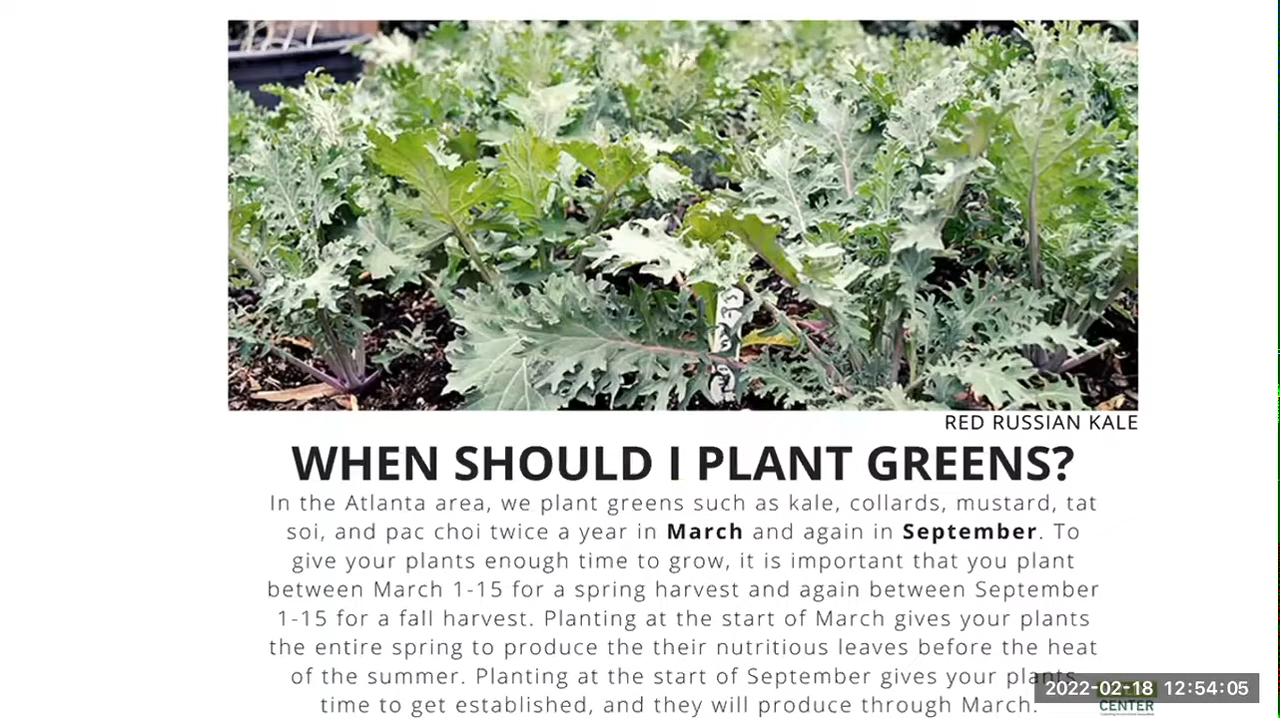 RED RUSSIAN KALE
WHEN SHOULD I PLANT GREENS?
In the Atlanta area, we plant greens such as kale, collards, mustard, tat
soi, and pac choi twice a year in March and again in September. To
give your plants enough time to grow, it is important that you plant
between March 1-15 for a spring harvest and again between September
1-15 for a fall harvest. Planting at the start of March gives your plants
the entire spring to produce the their nutritious leaves before the heat
of the summer. Planting at the start of September gives your plants
time to get established, and they will produce through March.
2022-02-18 12:54:05
CENTER